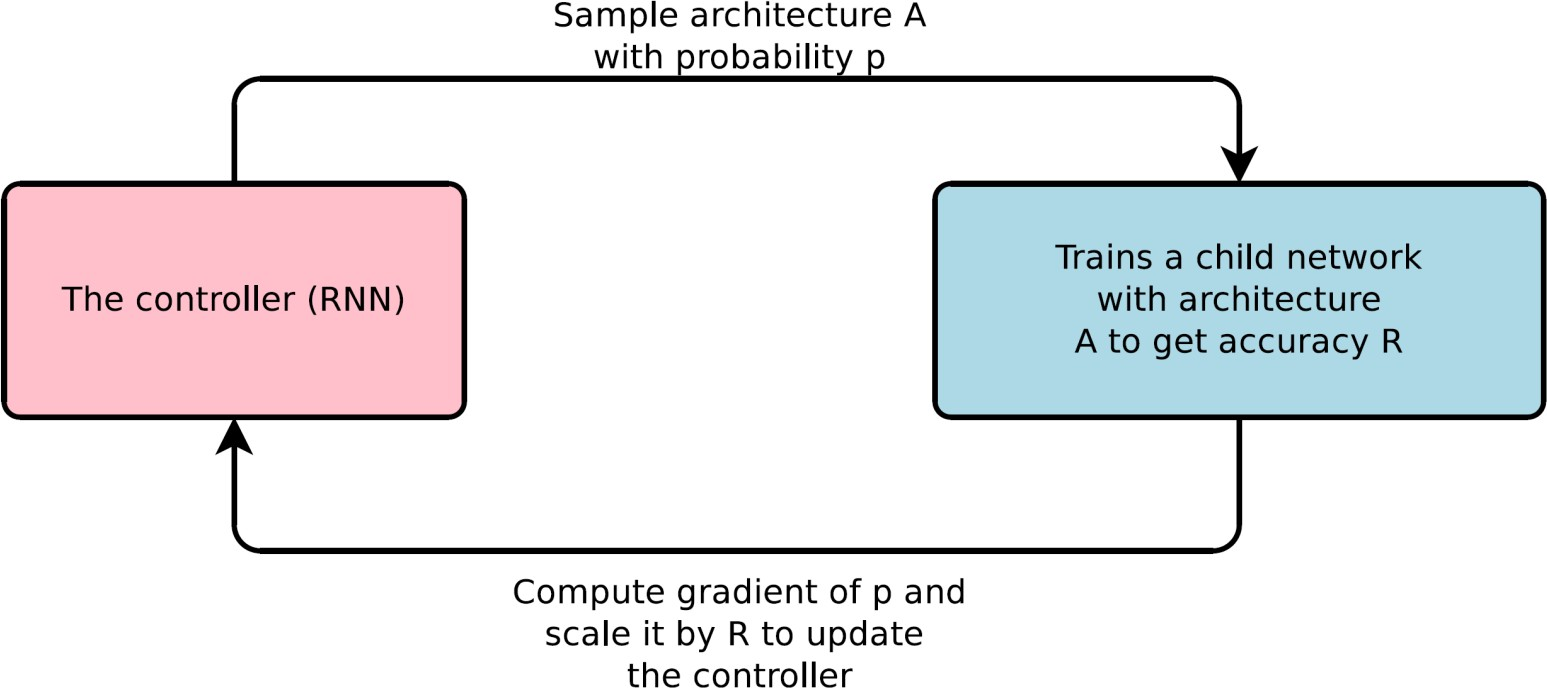 Sample architecture A
with probability p
The controller (RNN)
Trains a child network
with architecture
A to get accuracy R
Compute gradient of p and
scale it by R to update
the controller